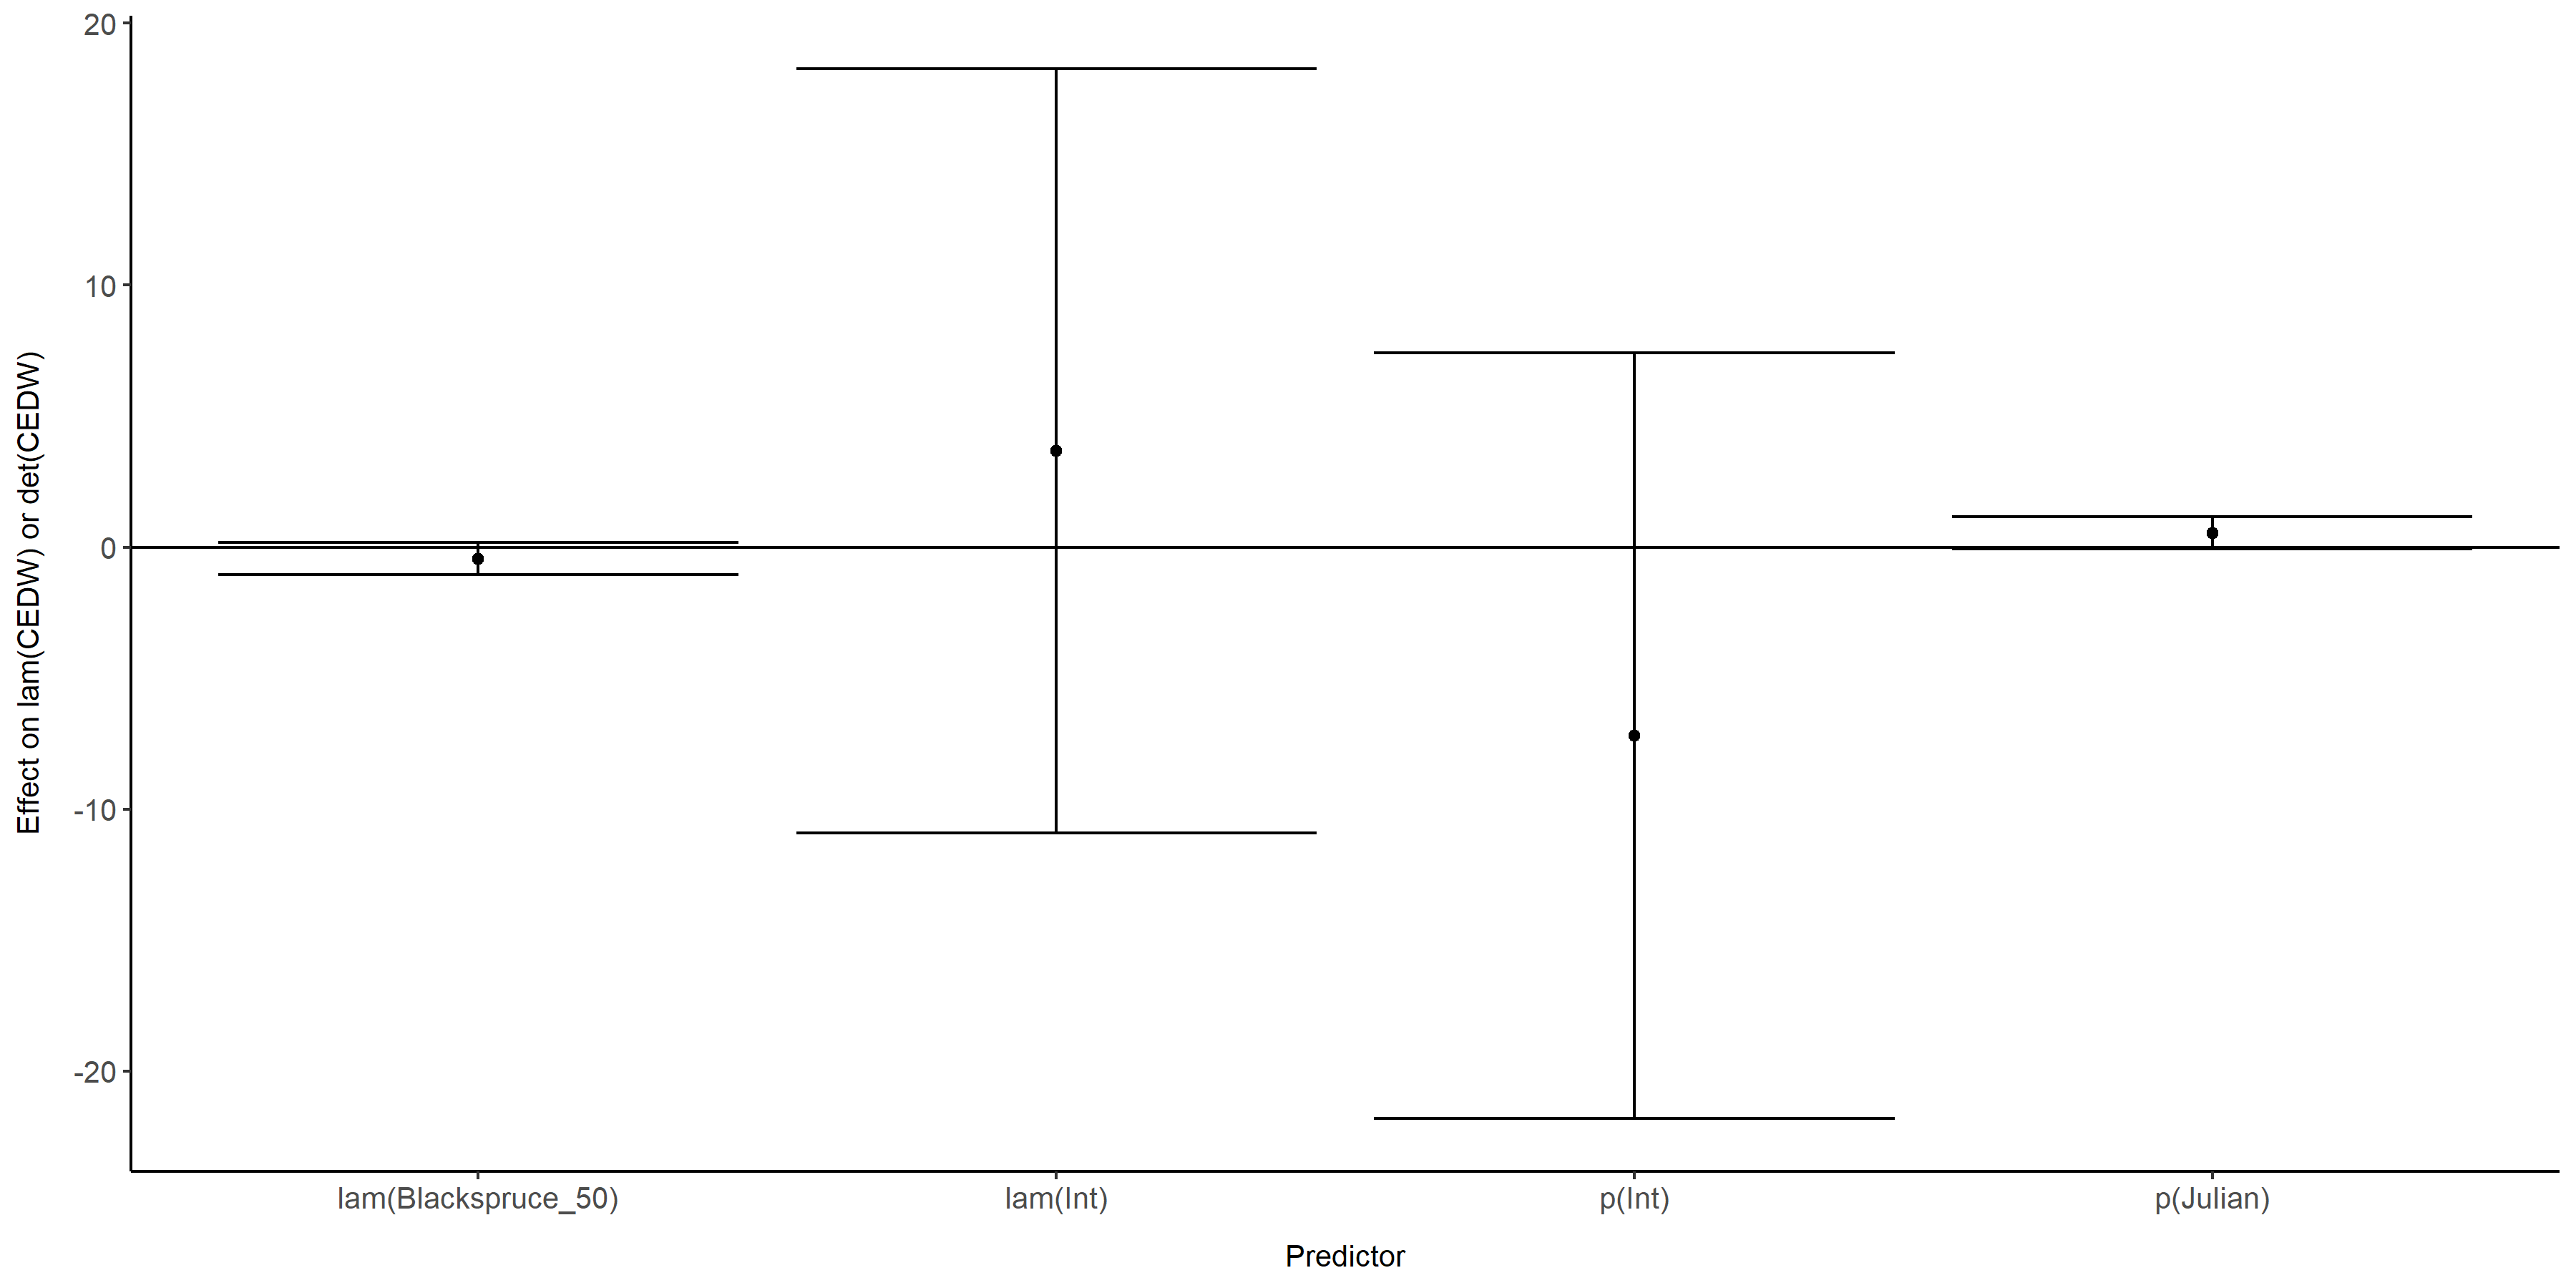 Effect on lam(CEDW) or det(CEDW)
20
10
0
-10
-20
lam(Blackspruce_50) lam(Int) p(Int) p(Julian)
Predictor